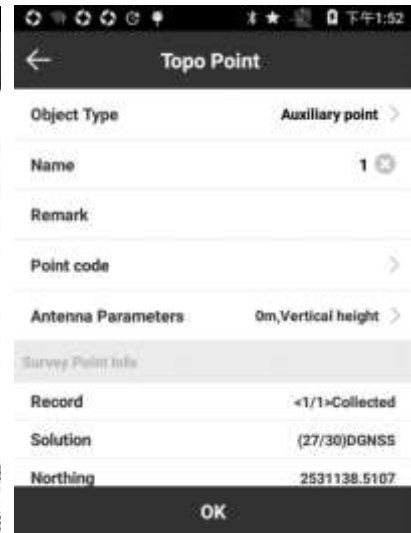 下午1:52
Topo Point
Object Type Auxiliary point
Name 1
Remark
Point code
Antenna Parameters 0m,Vertical height
Survey Point Info
Record <1/1>Collected
Solution (27/30)DGNSS
Northing 2531138.5107
OK